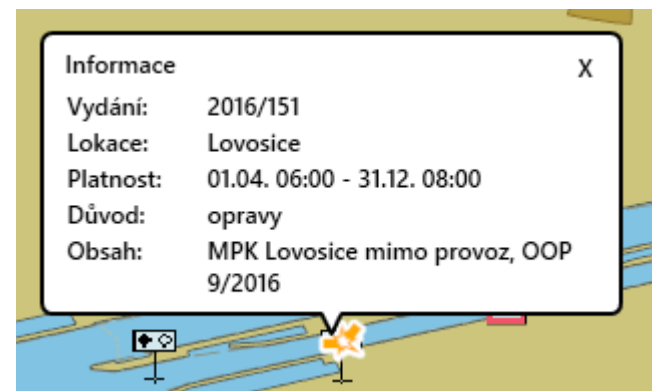 Informace X
Vydání: 2016/151
Lokace: Lovosice
Platnost: 01.04. 06:00 - 31.12. 08:00
Důvod: opravy
Obsah: MPK Lovosice mimo provoz, OOP
9/2016